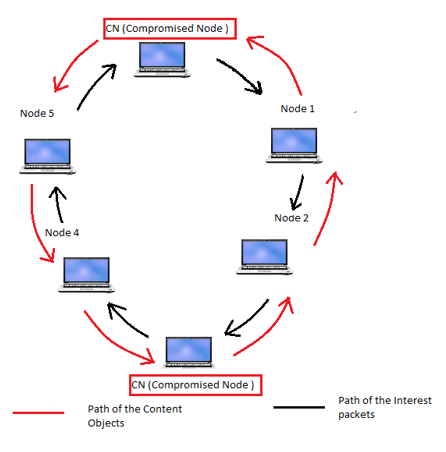 CN (Compromised Node )
Node 5
Node 1
Node 2
Node 4
CN (Compromised Node )
Path of the Content
Objects
Path of the Interest
packets